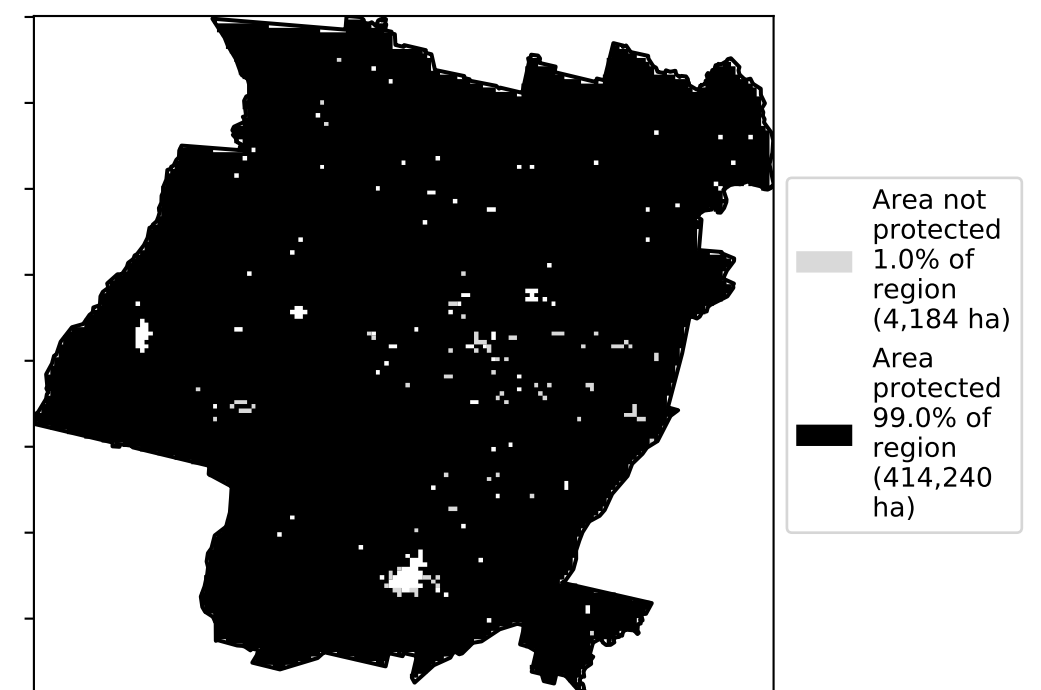 Area not
protected
1.0% of
region
(4,184 ha)
Area
protected
99.0% of
region
(414,240
ha)